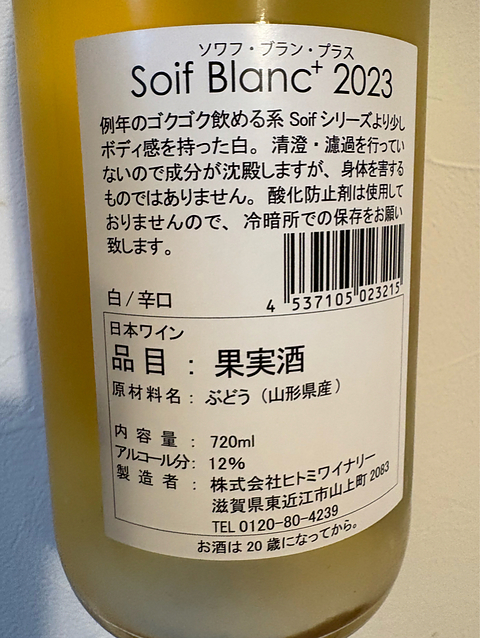 ソワフ・ブラン・プラス
Soif Blanc⁺ 2023
例年のゴクゴク飲める系 Soif シリーズより少し
ボディ感を持った白。清澄・濾過を行ってい
ないので成分が沈殿しますが、身体を害する
ものではありません。酸化防止剤は使用して
おりませんので、冷暗所での保存をお願い
致します。
4 537105 023215
白/辛口
日本ワイン
品目 : 果実酒
原材料名 : ぶどう（山形県産）
内容量 : 720ml
アルコール分 : 12%
製造者 : 株式会社ヒトミワイナリー
滋賀県東近江市山上町 2083
TEL 0120-80-4239
お酒は 20 歳になってから。